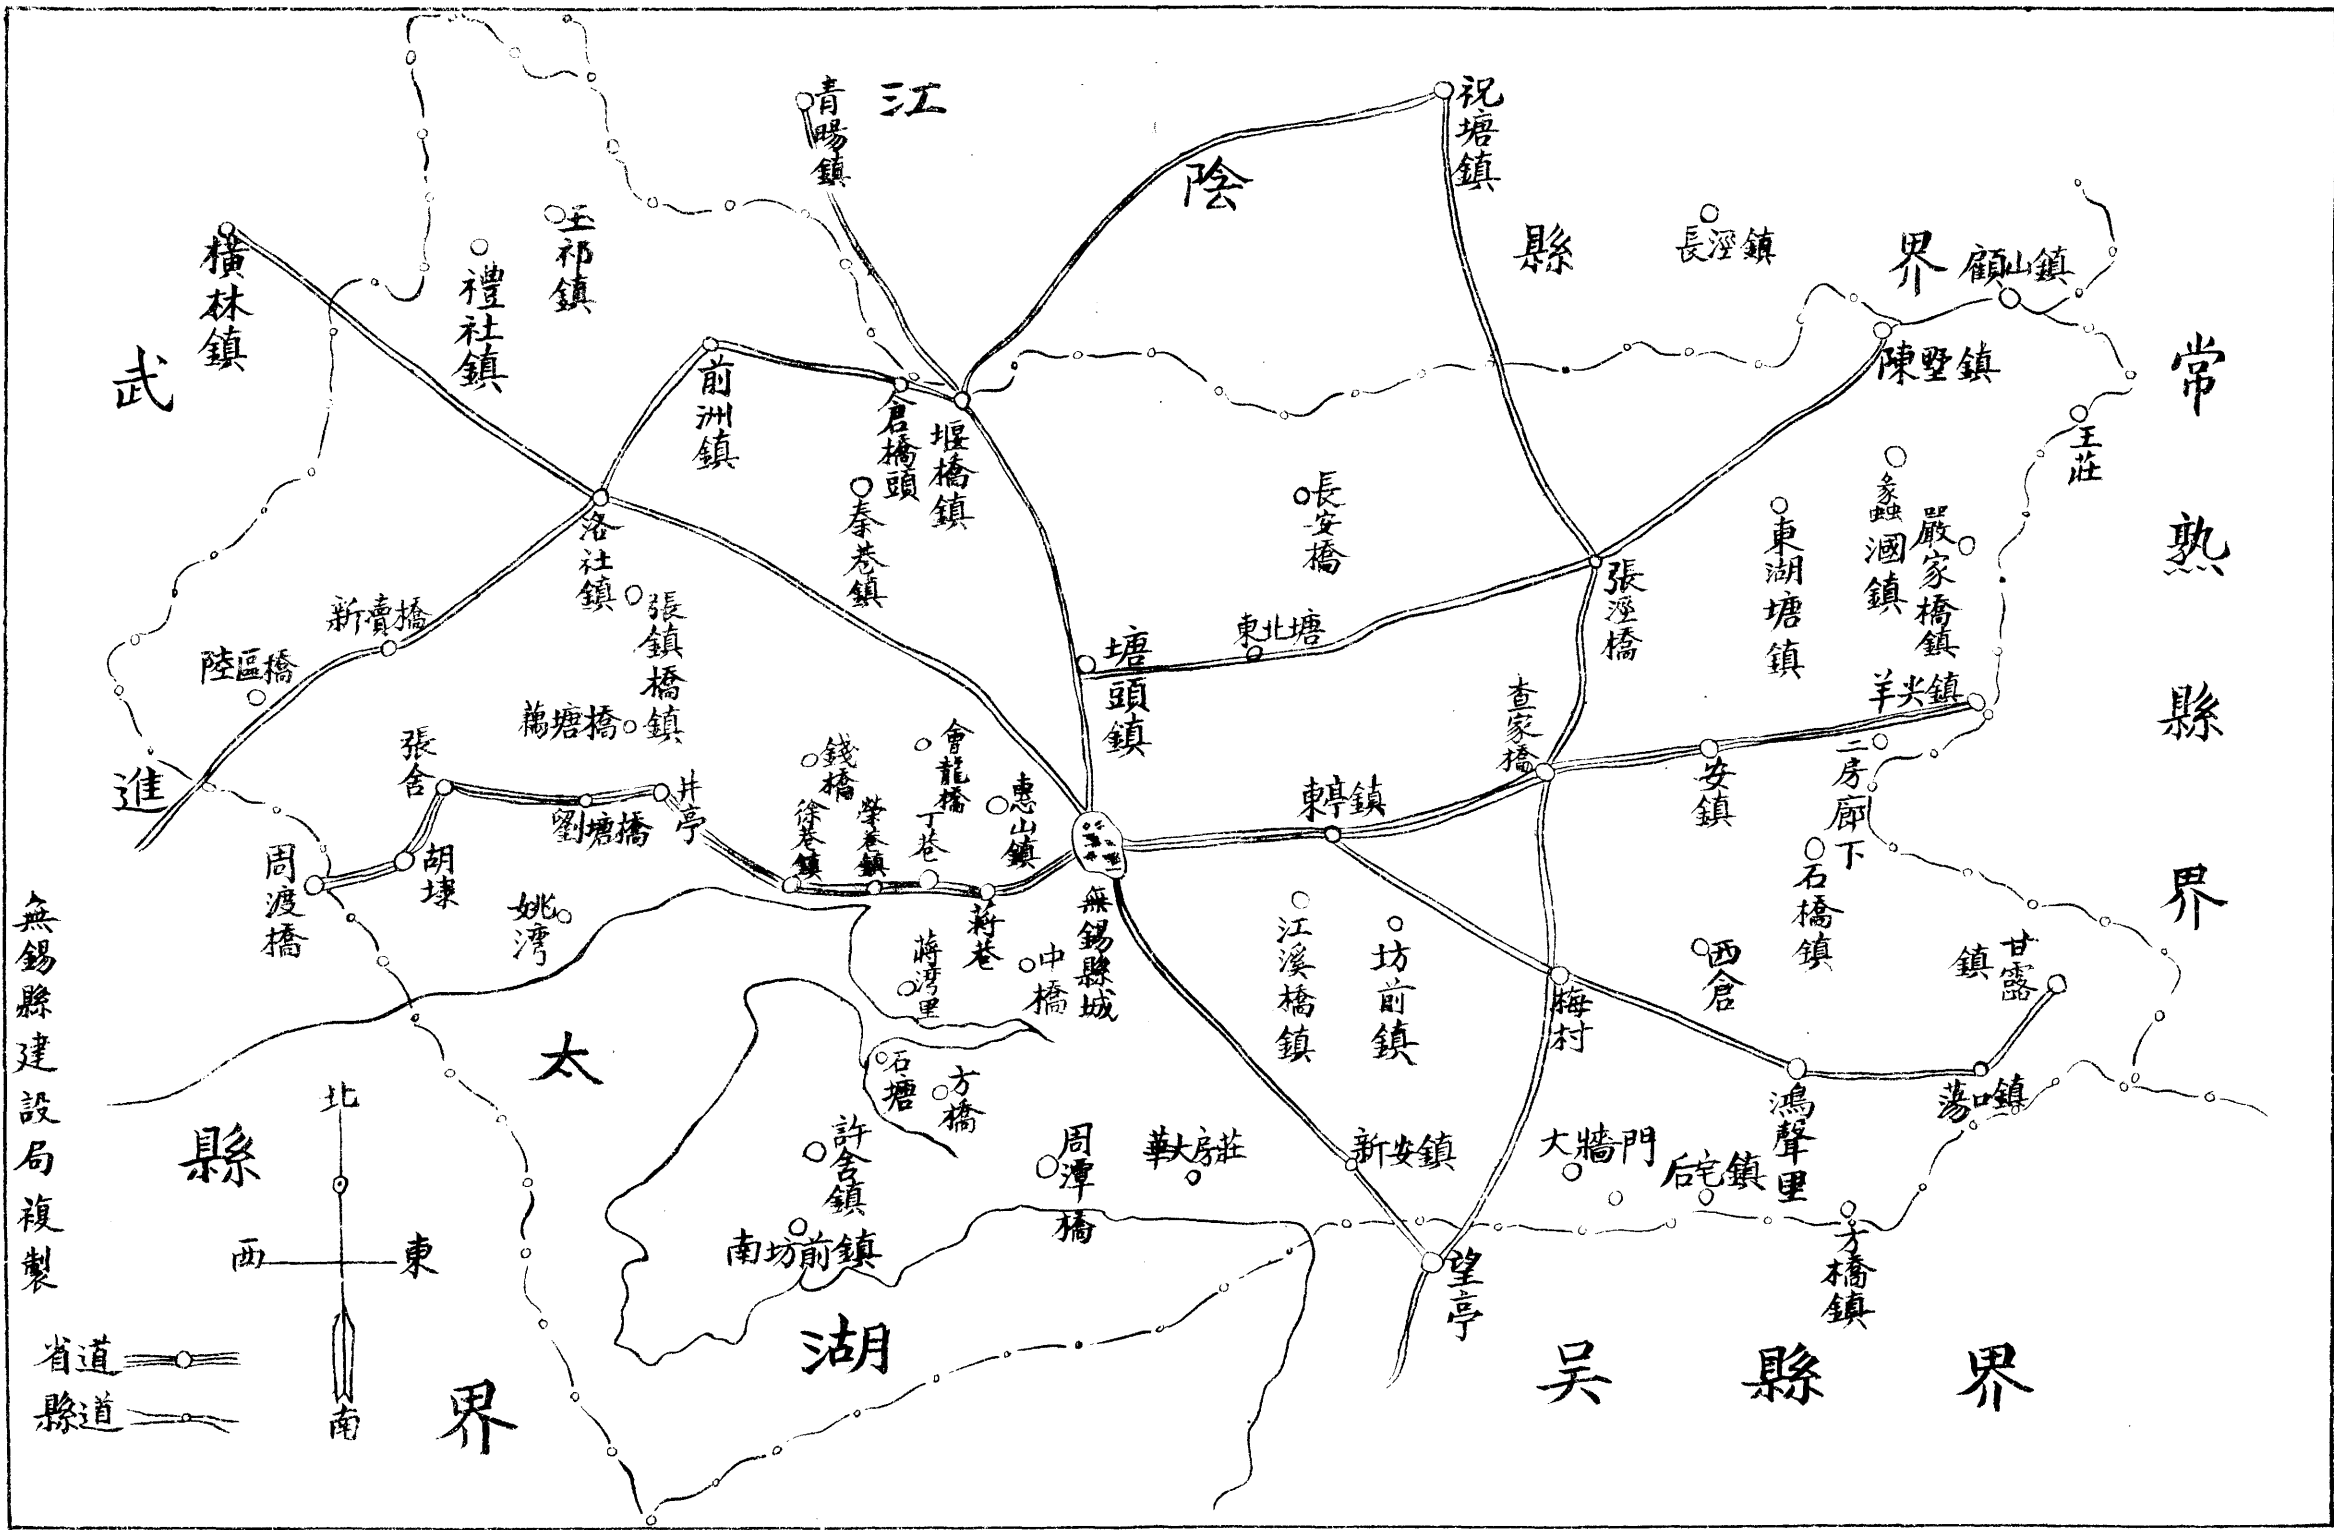 江
陰
縣
界
青暘鎮
祝塘鎮
長涇鎮
顧山鎮
陳墅鎮
王莊
常
熟
縣
界
橫林鎮
禮社鎮
玉祁鎮
武
進
縣
界
前洲鎮
倉橋頭
堰橋鎮
秦巷鎮
洛社鎮
張鎮橋鎮
藕塘橋
新瀆橋
陸區橋
長安橋
東北塘
塘頭鎮
張涇橋
東湖塘鎮
嚴家橋鎮
羊尖鎮
二房廊下
查家橋
安鎮
東亭鎮
石橋鎮
甘露鎮
張舍
劉塘橋
井亭
胡埭
周渡橋
姚灣
錢橋
徐巷鎮
榮巷鎮
會龍橋
丁巷
惠山鎮
蔣巷
蔣灣里
中橋
無錫縣城
江溪橋鎮
坊前鎮
梅村
西倉
鴻聲里
蕩口鎮
石塘
方橋
許舍鎮
南坊前鎮
周潭橋
華大房莊
新安鎮
大牆門
后宅鎮
方橋鎮
望亭
太
湖
吴
縣
界
無錫縣建設局複製
北
西
東
南
省道
縣道